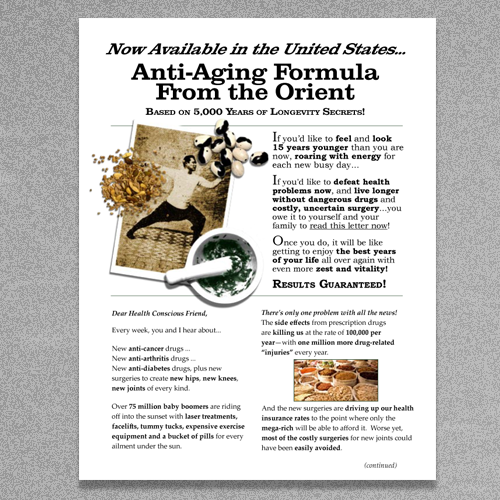 Now Available in the United States...
Anti-Aging Formula
From the Orient
BASED ON 5,000 YEARS OF LONGEVITY SECRETS!
If you'd like to feel and look
15 years younger than you are
now, roaring with energy for
each new busy day...
If you'd like to defeat health
problems now, and live longer
without dangerous drugs and
costly, uncertain surgery...you
owe it to yourself and your
family to read this letter now!
Once you do, it will be like
getting to enjoy the best years
of your life all over again with
even more zest and vitality!
RESULTS GUARANTEED!
Dear Health Conscious Friend,
Every week, you and I hear about...
New anti-cancer drugs ...
New anti-arthritis drugs ...
New anti-diabetes drugs, plus new
surgeries to create new hips, new knees,
new joints of every kind.
Over 75 million baby boomers are riding
off into the sunset with laser treatments,
facelifts, tummy tucks, expensive exercise
equipment and a bucket of pills for every
ailment under the sun.
There's only one problem with all the news!
The side effects from prescription drugs
are killing us at the rate of 100,000 per
year—with one million more drug-related
"injuries" every year.
And the new surgeries are driving up our health
insurance rates to the point where only the
mega-rich will be able to afford it. Worse yet,
most of the costly surgeries for new joints could
have been easily avoided.
(continued)